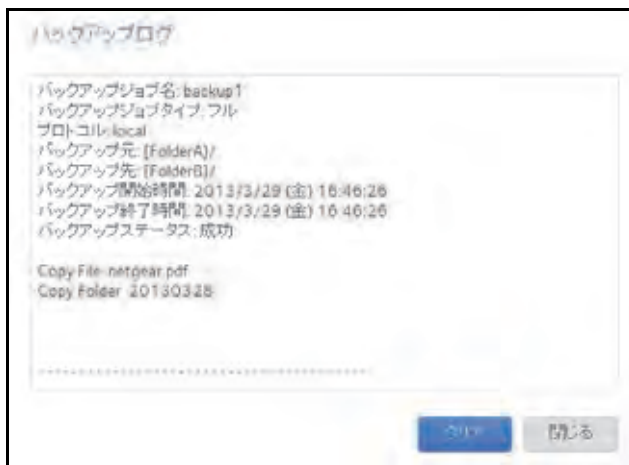 バックアップログ
バックアップジョブ名: backup1
バックアップジョブタイプ: フル
プロトコル: local
バックアップ元: [FolderA]/
バックアップ先: [FolderB]/
バックアップ開始時間: 2013/3/29 (金) 16:46:26
バックアップ終了時間: 2013/3/29 (金) 16:46:26
バックアップステータス: 成功
Copy File: netgear.pdf
Copy Folder: 20130328
----------------------------------------
クリア
閉じる